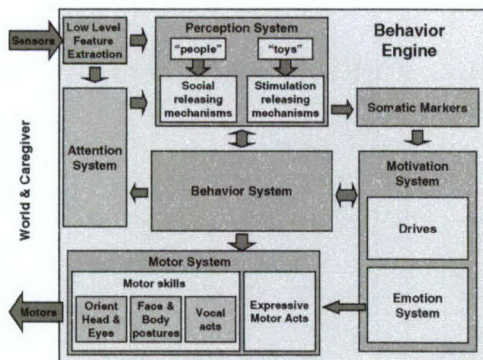 Sensors
Low Level
Feature
Extraction
Perception System
"people"
"toys"
Social
releasing
mechanisms
Stimulation
releasing
mechanisms
Behavior
Engine
Somatic Markers
World & Caregiver
Attention
System
Behavior System
Motivation
System
Drives
Emotion
System
Motor System
Motor skills
Orient
Head &
Eyes
Face &
Body
postures
Vocal
acts
Expressive
Motor Acts
Motors